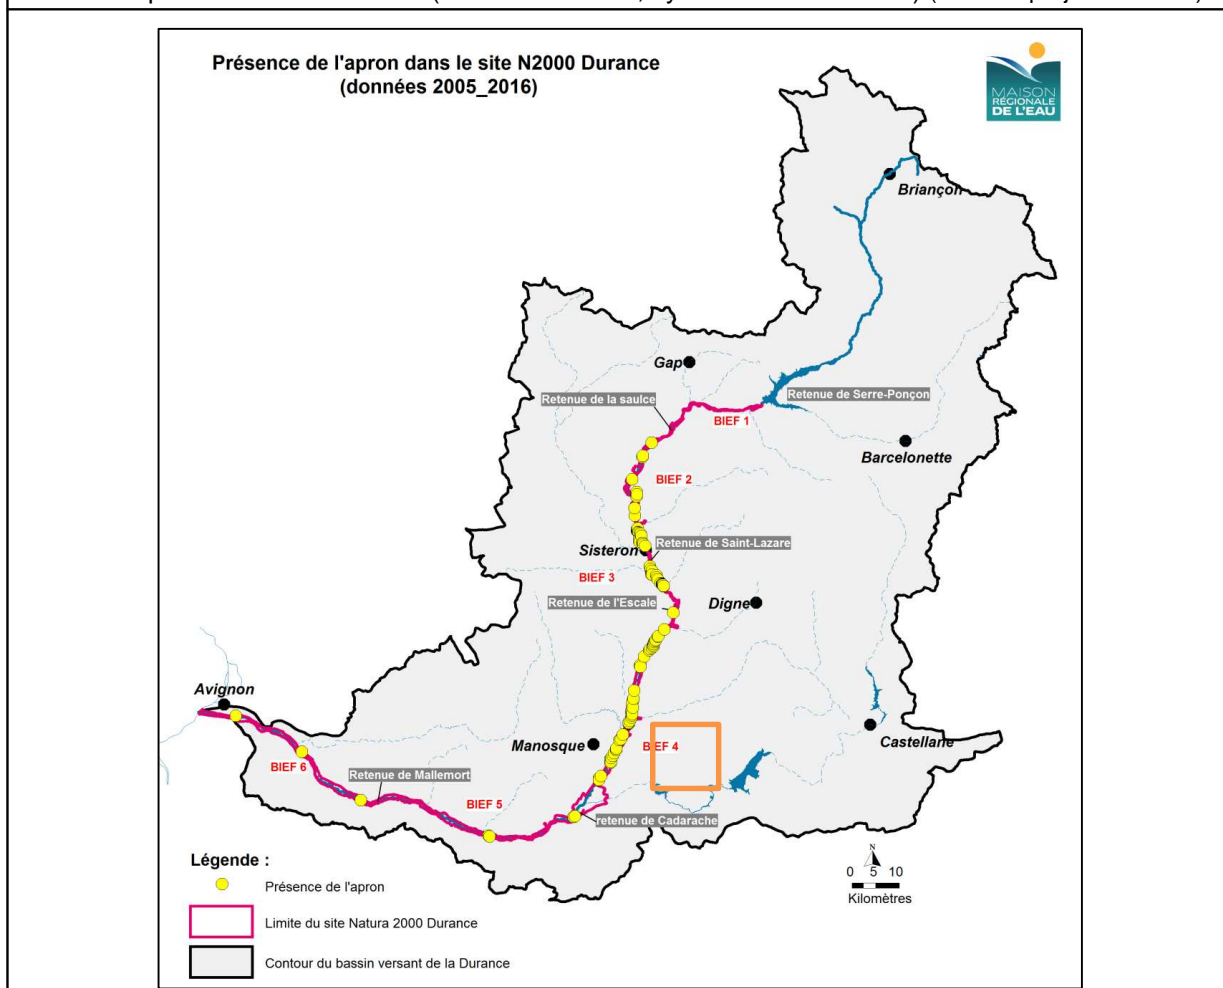 Présence de l'apron dans le site N2000 Durance
(données 2005_2016)
MAISON
RÉGIONALE
DE L'EAU
Briançon
Gap
Retenue de la saulce
Retenue de Serre-Ponçon
BIEF 1
Barcelonette
BIEF 2
Sisteron
Retenue de Saint-Lazare
BIEF 3
Retenue de l'Escale
Digne
Avignon
Castellane
Manosque
BIEF 4
BIEF 6
Retenue de Mallemort
BIEF 5
retenue de Cadarache
Légende :
Présence de l'apron
Limite du site Natura 2000 Durance
Contour du bassin versant de la Durance
N
0 5 10
Kilomètres